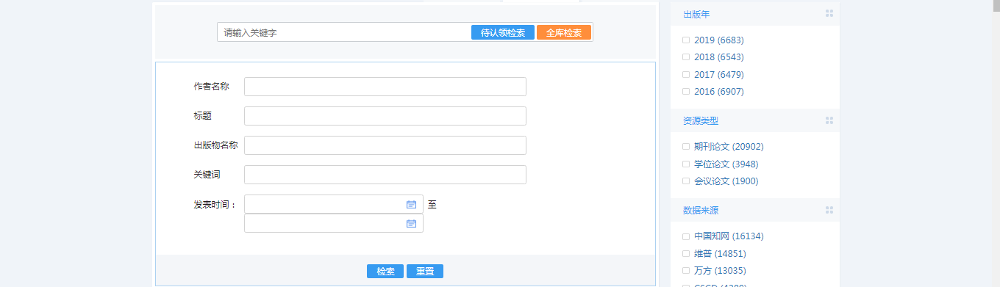 请输入关键字
待认领检索 全库检索
作者名称
标题
出版物名称
关键词
发表时间：
至
检索 重置
出版年
2019 (6683)
2018 (6543)
2017 (6479)
2016 (6907)
资源类型
期刊论文 (20902)
学位论文 (3948)
会议论文 (1900)
数据来源
中国知网 (16134)
维普 (14851)
万方 (13035)